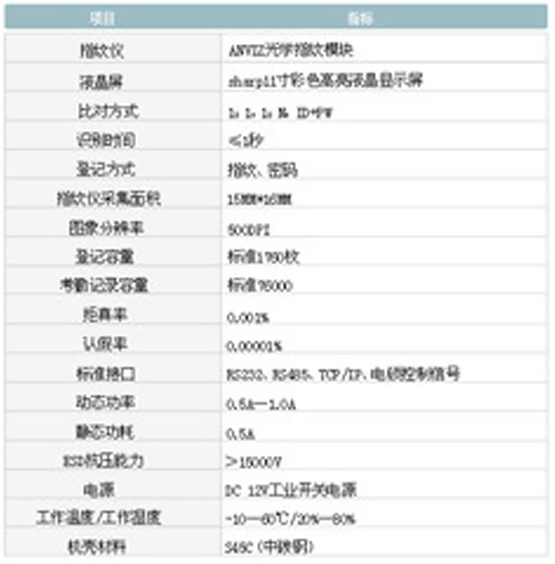 项目 指标
指纹仪 ANVIZ光学指纹模块
液晶屏 sharp11寸彩色高亮液晶显示屏
比对方式 1:1, 1:N, ID+PW
识别时间 ≤1秒
登记方式 指纹、密码
指纹仪采集面积 15MM*16MM
图象分辨率 500DPI
登记容量 标准1760枚
考勤记录容量 标准76000
拒真率 0.001%
认假率 0.00001%
标准接口 RS232、RS485、TCP/IP、电锁控制信号
动态功率 0.5A—1.0A
静态功耗 0.5A
ESD抗压能力 >15000V
电源 DC 12V工业开关电源
工作温度/工作湿度 -10—60℃/20%—80%
机壳材料 S45C (中碳钢)